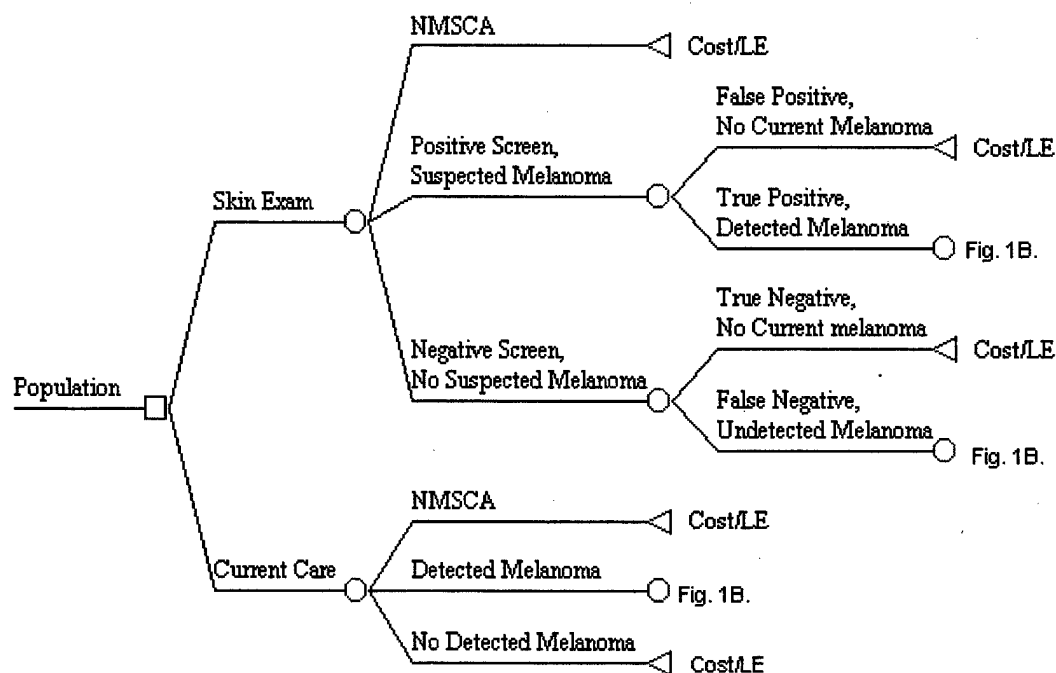 NMSCA
Cost/LE
False Positive,
No Current Melanoma
Cost/LE
Positive Screen,
Suspected Melanoma
True Positive,
Detected Melanoma
Fig. 1B.
Skin Exam
True Negative,
No Current melanoma
Cost/LE
Negative Screen,
No Suspected Melanoma
False Negative,
Undetected Melanoma
Fig. 1B.
Population
NMSCA
Cost/LE
Current Care
Detected Melanoma
Fig. 1B.
No Detected Melanoma
Cost/LE